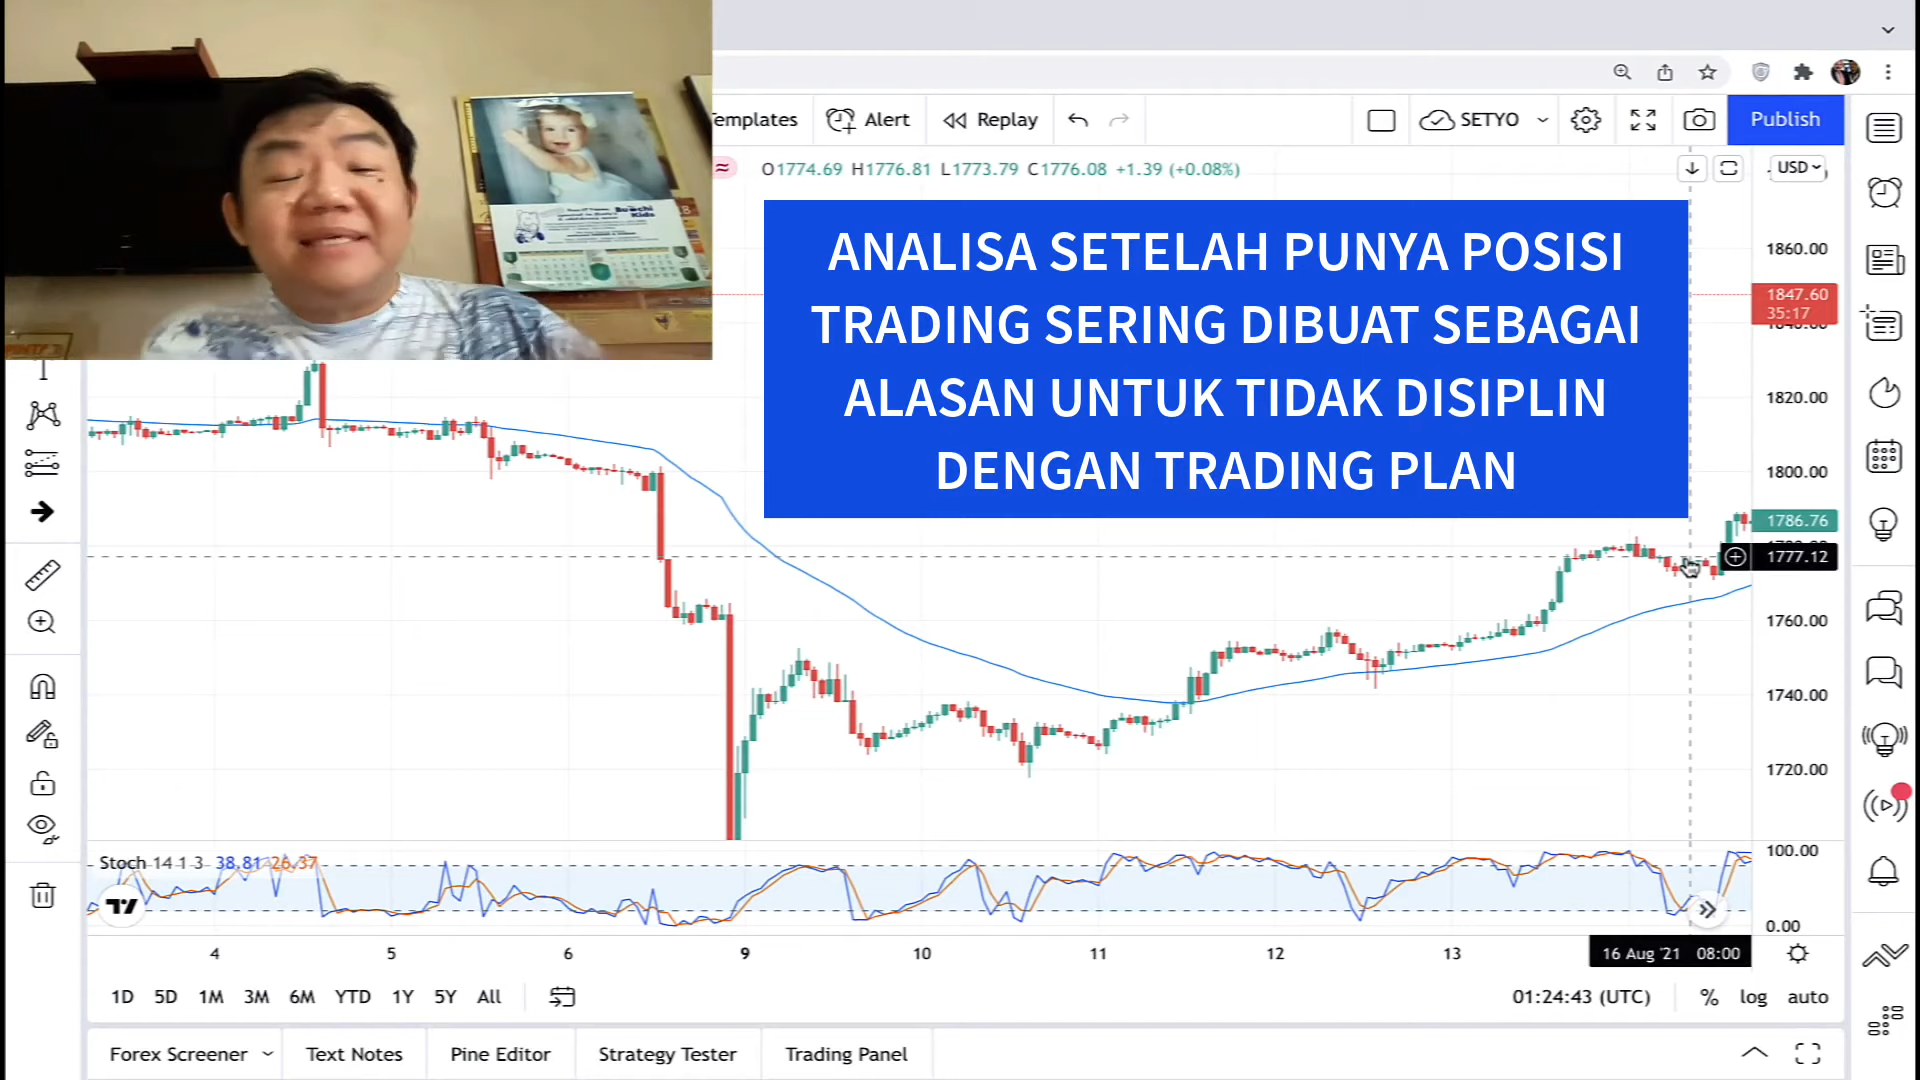 Templates
Alert
Replay
SETYO
Publish
O1774.69 H1776.81 L1773.79 C1776.08 +1.39 (+0.08%)
USD
ANALISA SETELAH PUNYA POSISI
TRADING SERING DIBUAT SEBAGAI
ALASAN UNTUK TIDAK DISIPLIN
DENGAN TRADING PLAN
1860.00
1847.60
35:17
1840.00
1820.00
1800.00
1786.76
1777.12
1760.00
1740.00
1720.00
Stoch 14 1 3 38.81 26.37
100.00
0.00
4 5 6 9 10 11 12 13 16 Aug '21 08:00
1D 5D 1M 3M 6M YTD 1Y 5Y All
01:24:43 (UTC) % log auto
Forex Screener Text Notes Pine Editor Strategy Tester Trading Panel